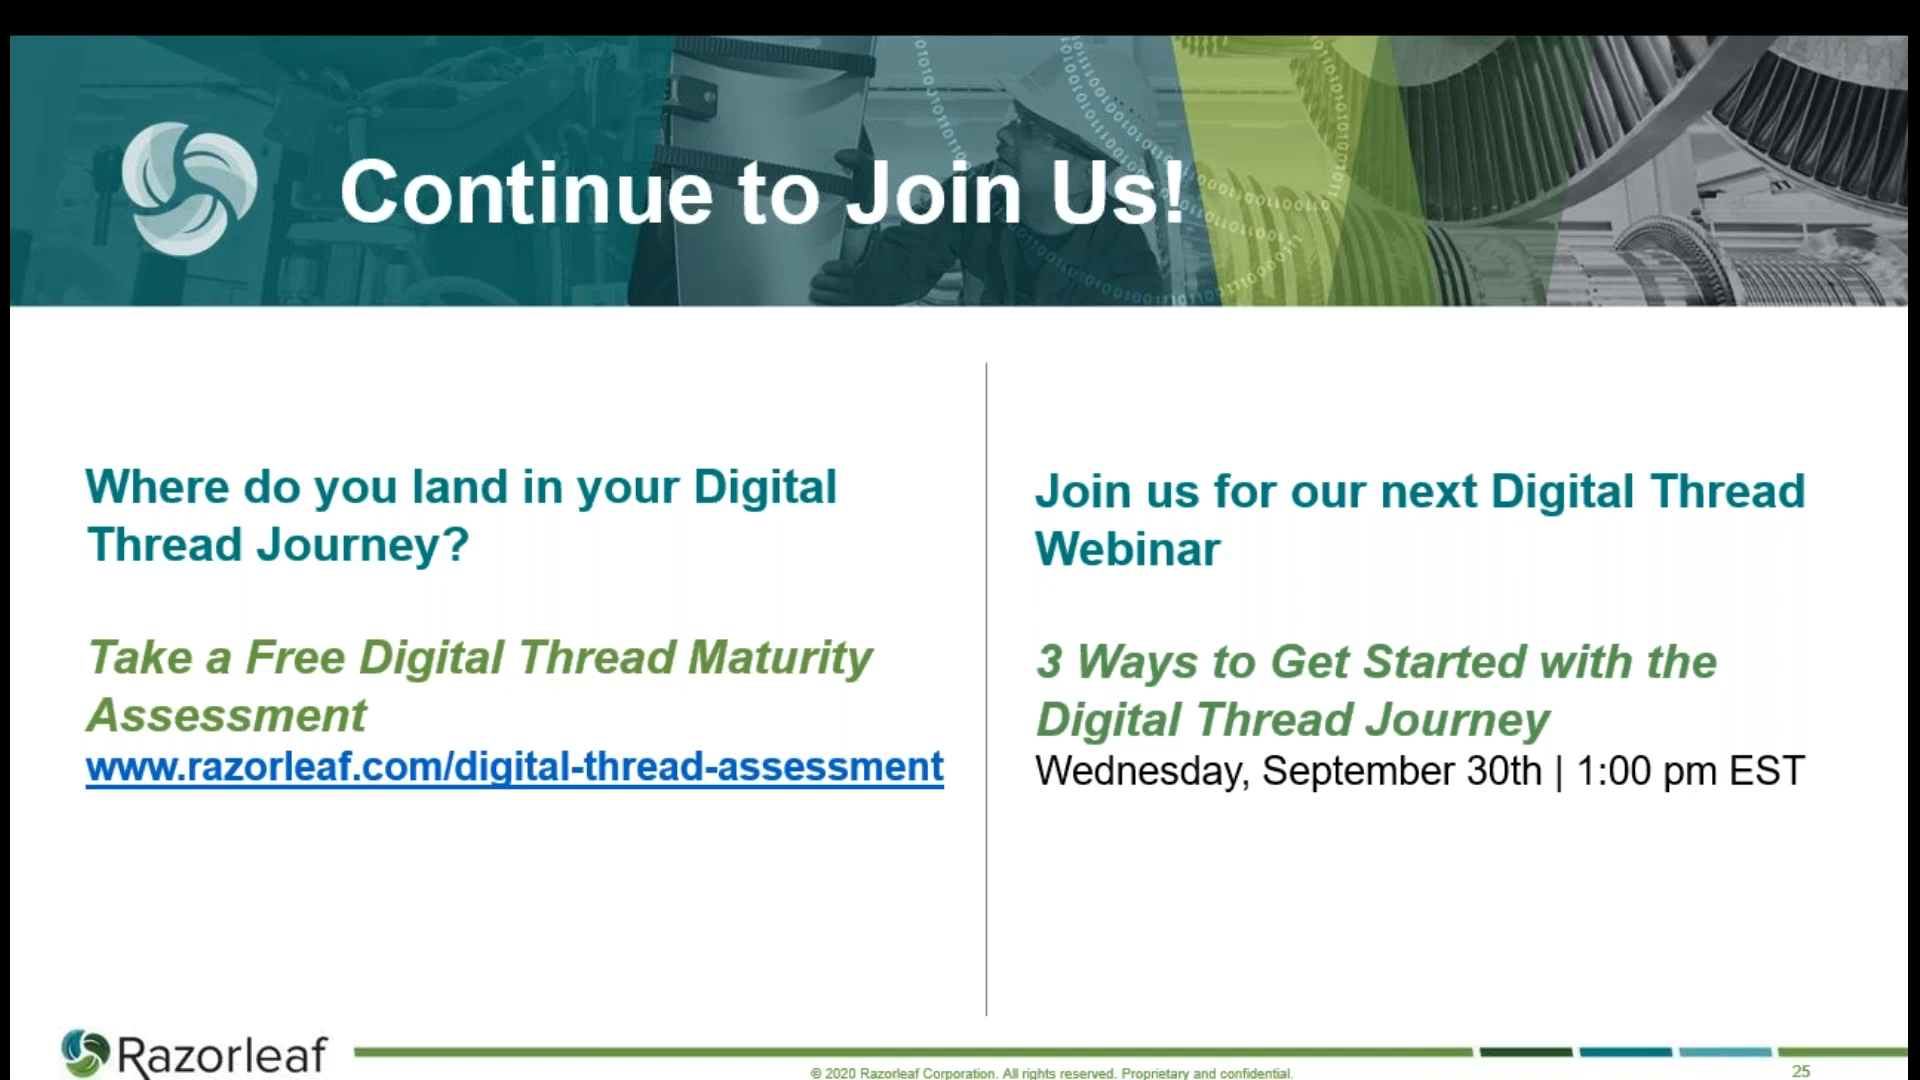 Continue to Join Us!
Where do you land in your Digital
Thread Journey?
Take a Free Digital Thread Maturity
Assessment
www.razorleaf.com/digital-thread-assessment
Join us for our next Digital Thread
Webinar
3 Ways to Get Started with the
Digital Thread Journey
Wednesday, September 30th | 1:00 pm EST
Razorleaf
© 2020 Razorleaf Corporation. All rights reserved. Proprietary and confidential.
25